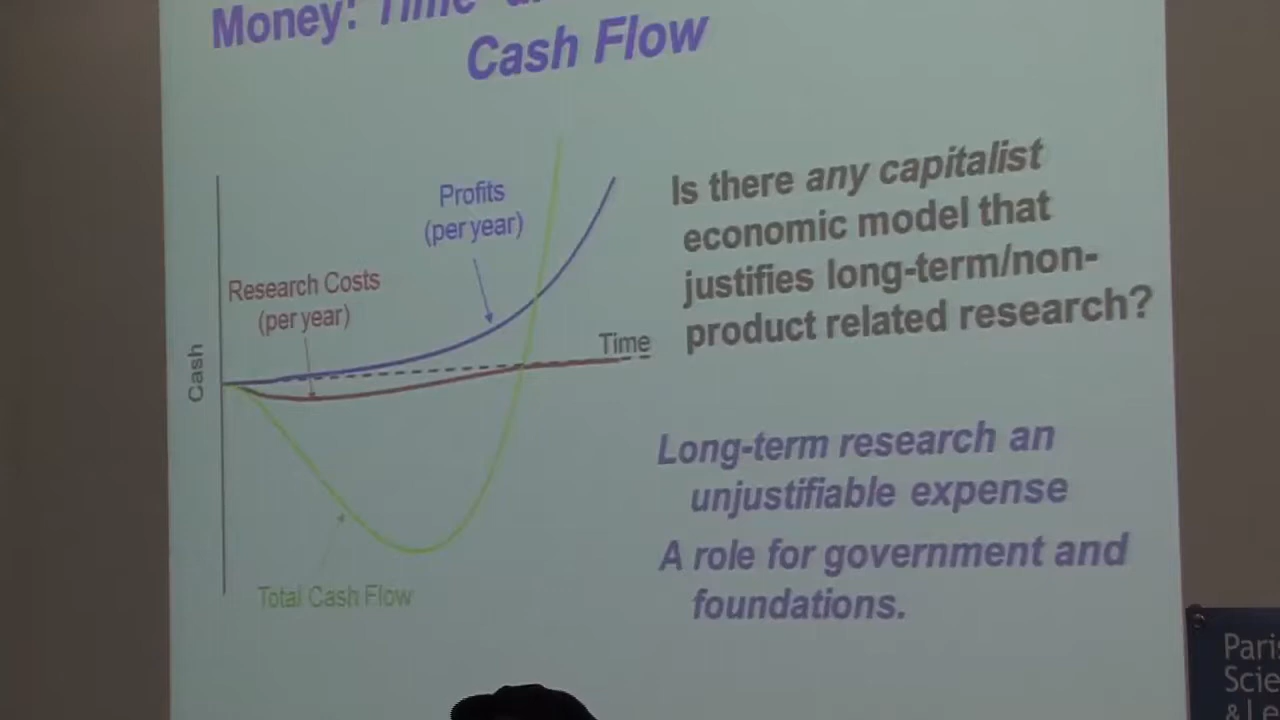 Money: Time
Cash Flow
Profits
(per year)
Research Costs
(per year)
Time
Cash
Total Cash Flow
Is there any capitalist
economic model that
justifies long-term/non-
product related research?
Long-term research an
unjustifiable expense
A role for government and
foundations.
Paris
Scie
& Le